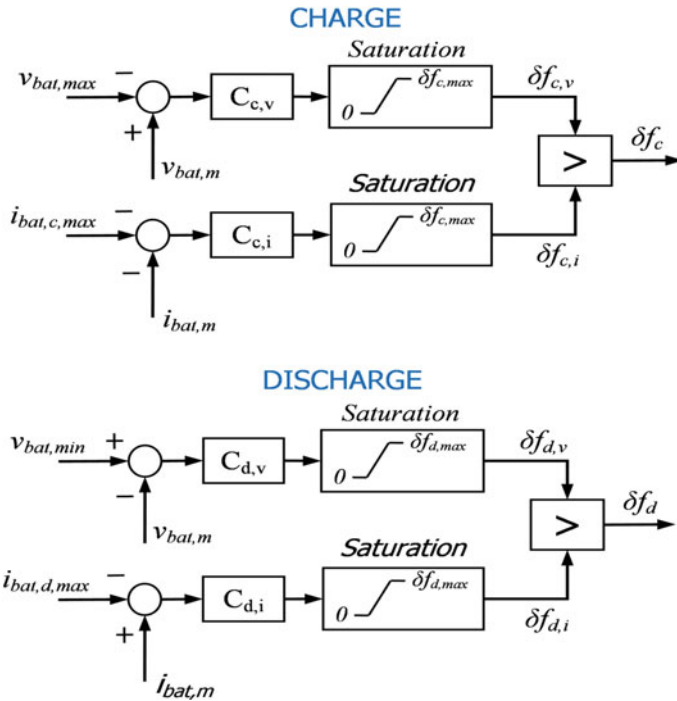 CHARGE
Saturation
v_bat,max − C_c,v 0 δf_c,max δf_c,v
+
v_bat,m
> δf_c
Saturation
i_bat,c,max − C_c,i 0 δf_c,max
− δf_c,i
i_bat,m
DISCHARGE
Saturation
v_bat,min + C_d,v 0 δf_d,max δf_d,v
−
v_bat,m
> δf_d
Saturation
i_bat,d,max − C_d,i 0 δf_d,max
+ δf_d,i
i_bat,m